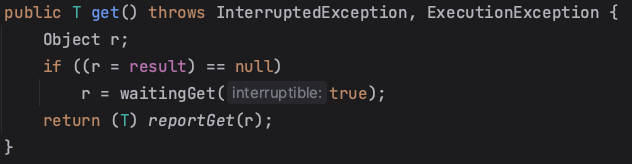 public T get() throws InterruptedException, ExecutionException {
    Object r;
    if ((r = result) == null)
        r = waitingGet( interruptible: true);
    return (T) reportGet(r);
}